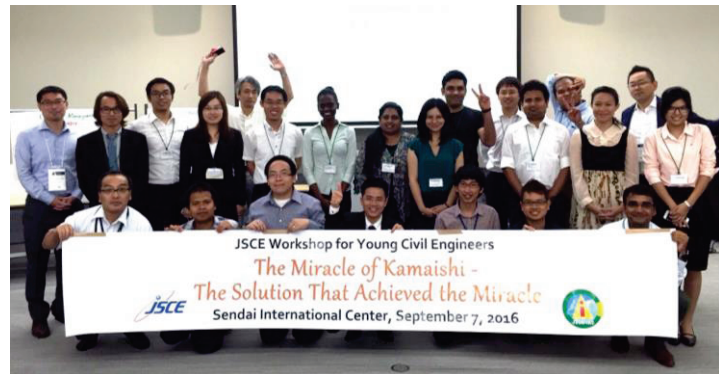 JSCE Workshop for Young Civil Engineers
The Miracle of Kamaishi -
The Solution That Achieved the Miracle
JSCE
Sendai International Center, September 7, 2016